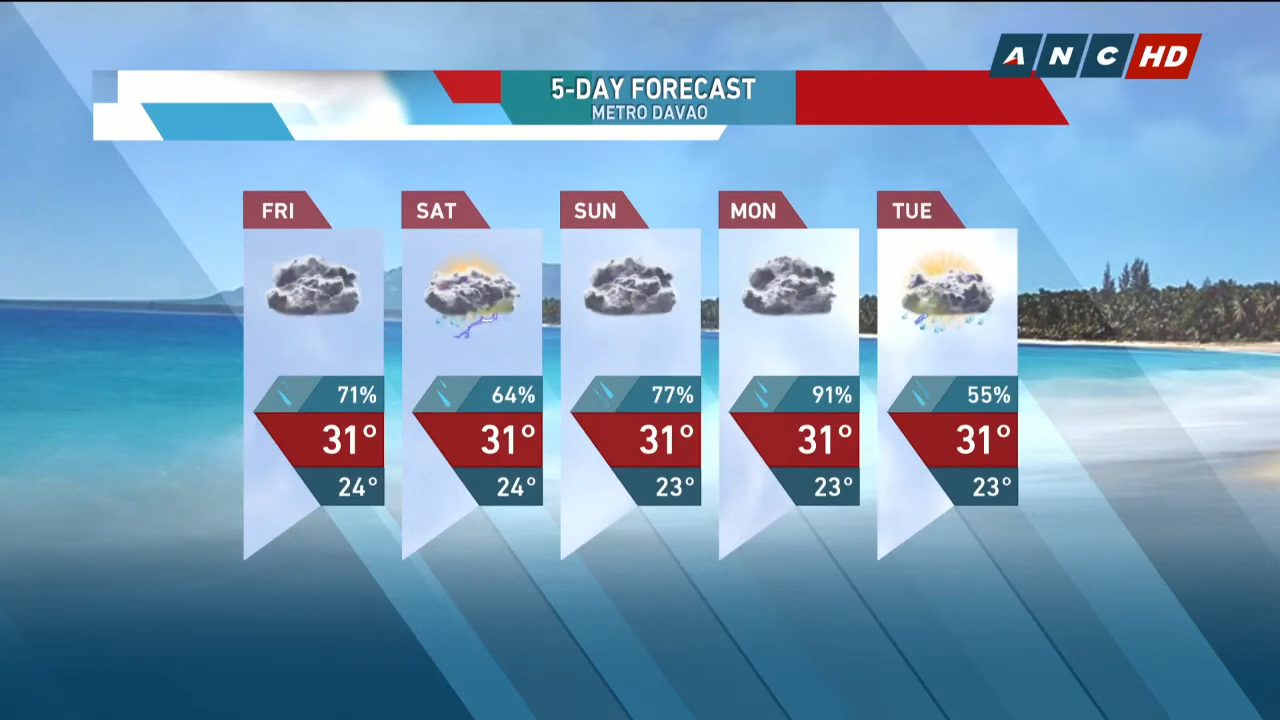 ANC HD
5-DAY FORECAST
METRO DAVAO
FRI
71%
31°
24°
SAT
64%
31°
24°
SUN
77%
31°
23°
MON
91%
31°
23°
TUE
55%
31°
23°